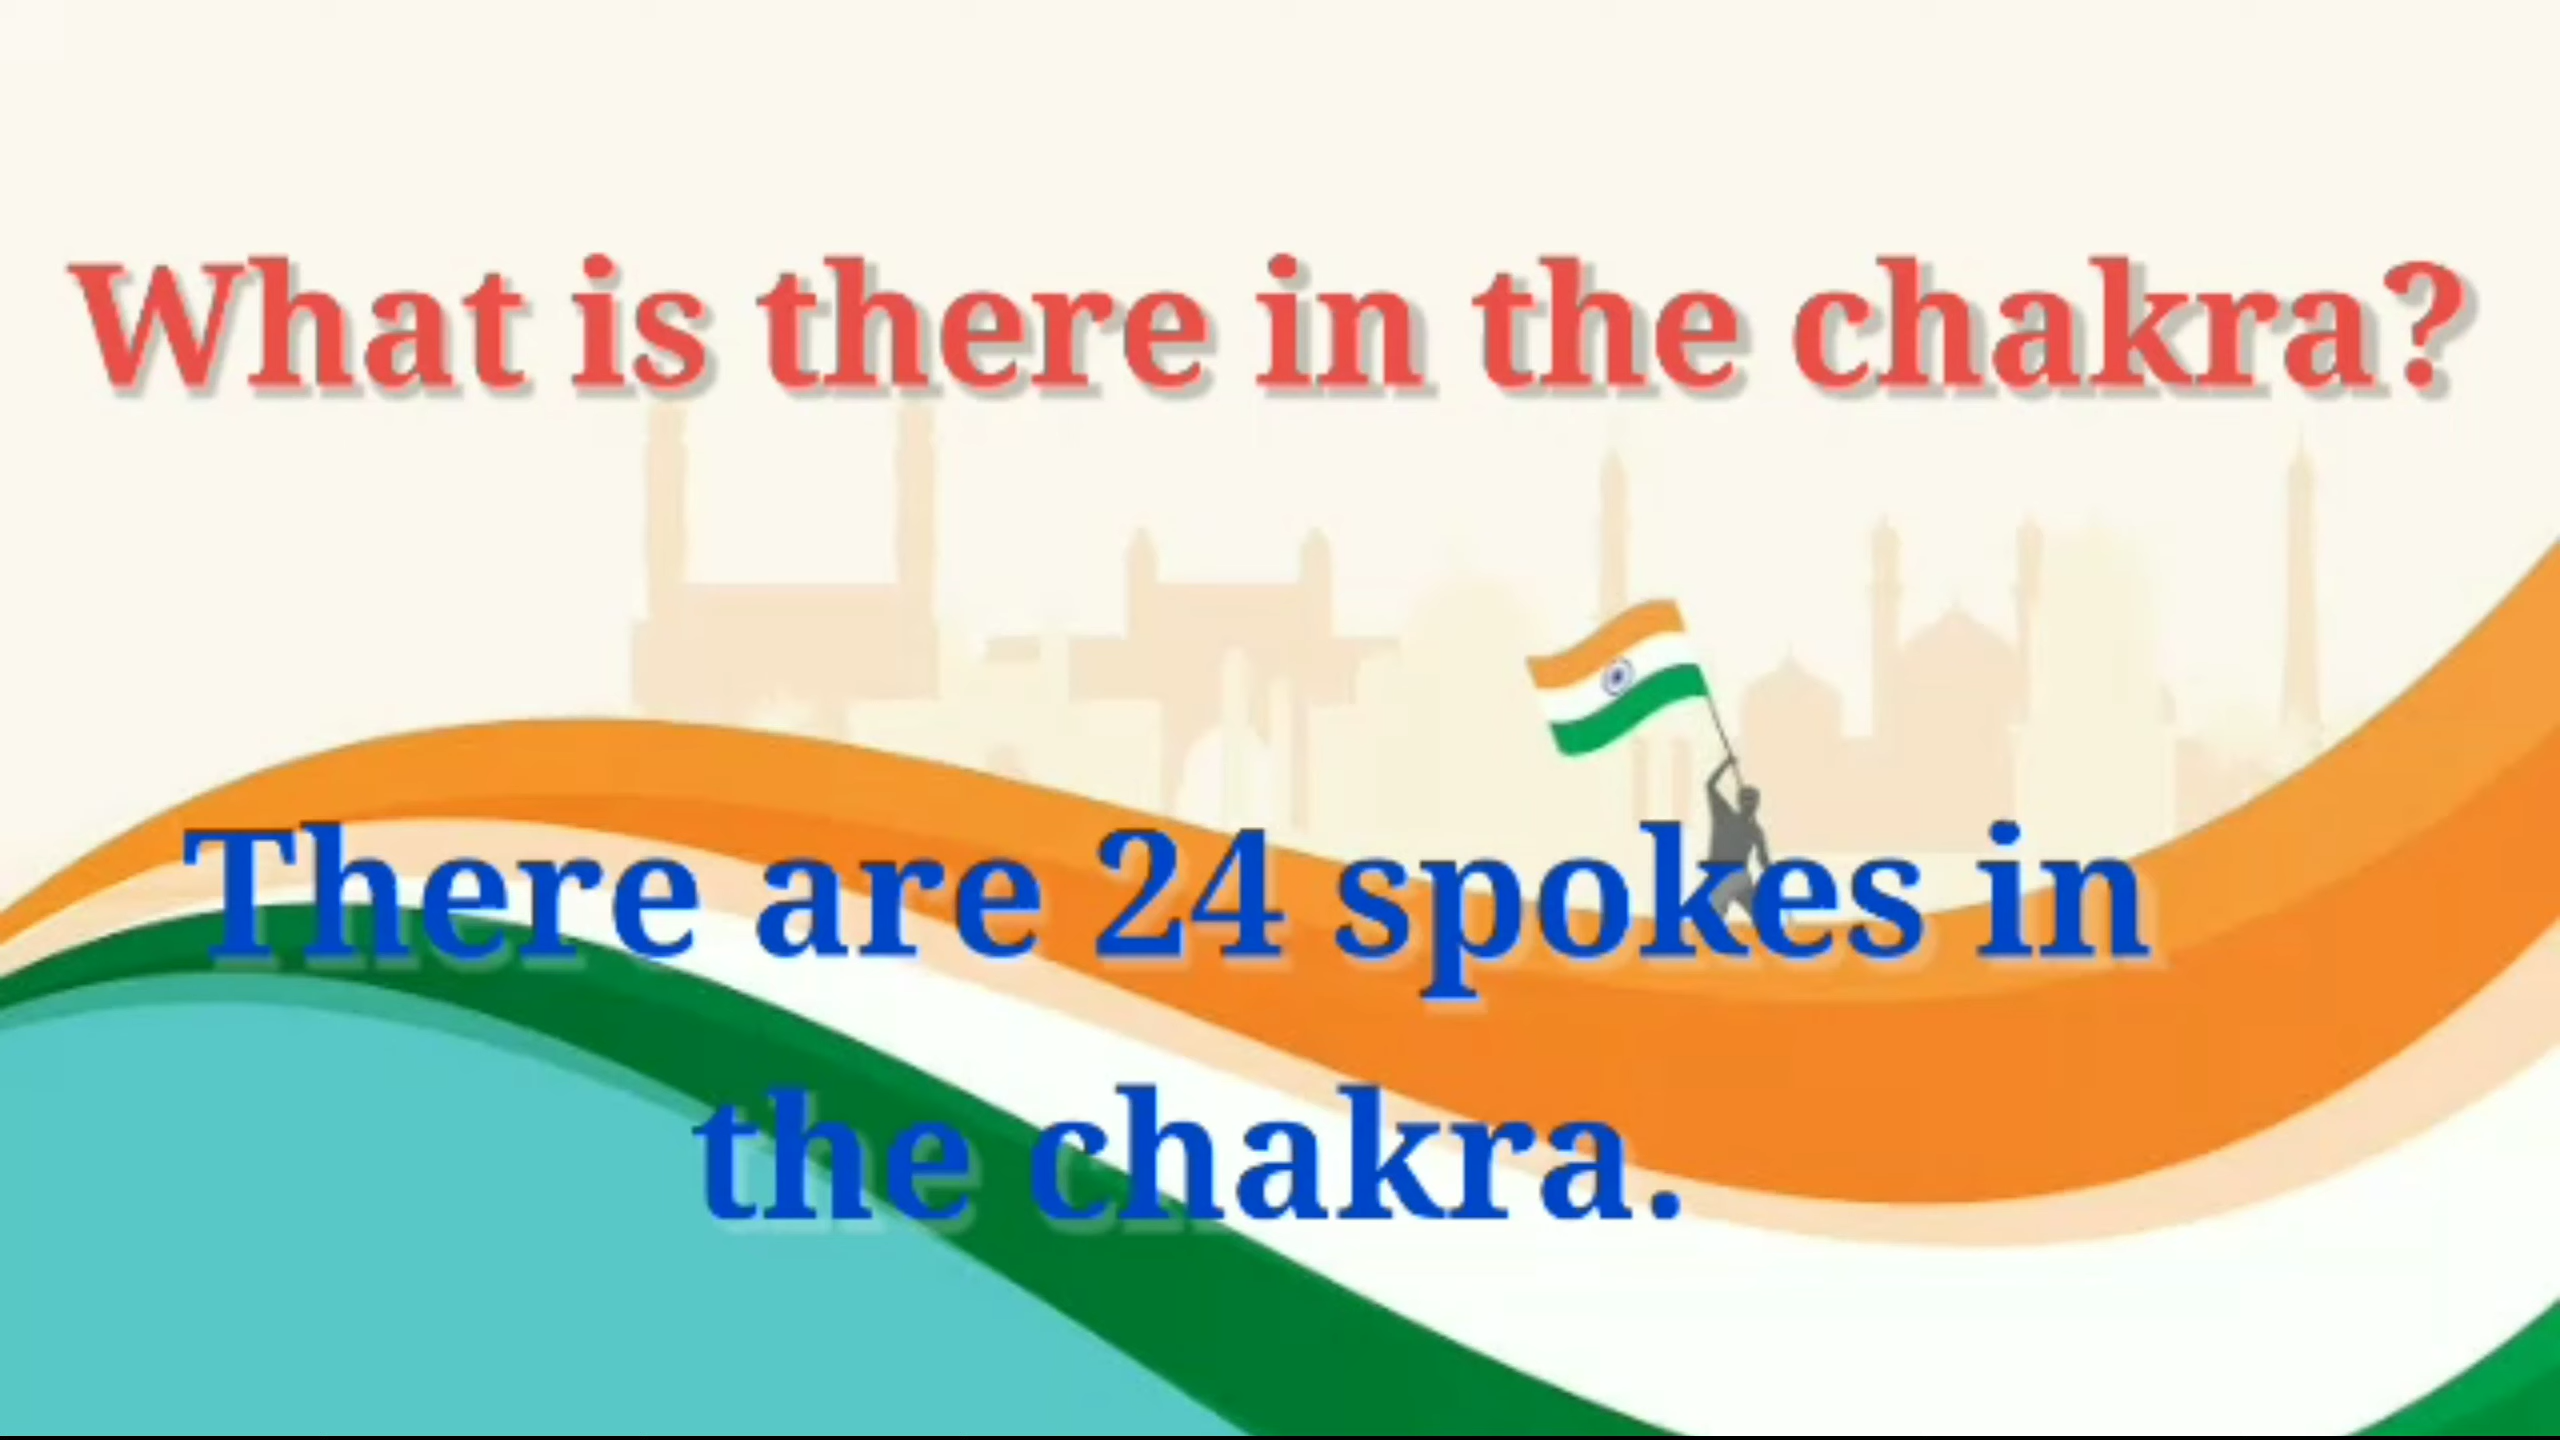 What is there in the chakra?
There are 24 spokes in
the chakra.